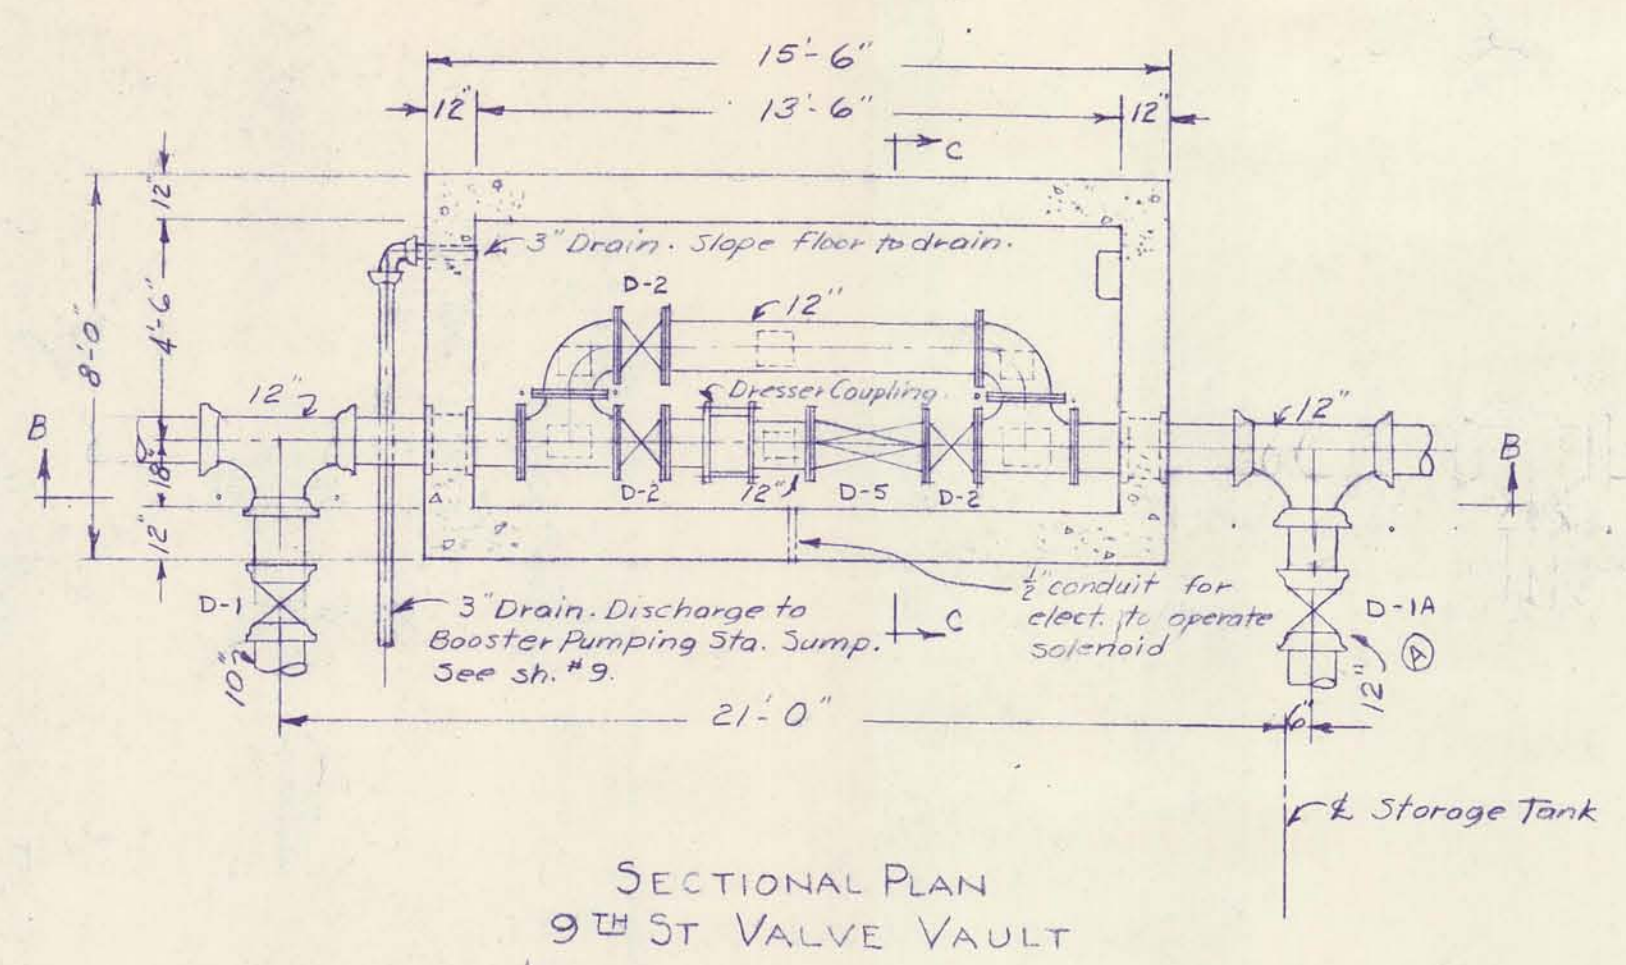 15'-6"
12"
13'-6"
12"
C
12"
3" Drain. Slope floor to drain.
D-2
12"
4'-6"
8'-0"
Dresser Coupling
12"
12"
B
B
18"
D-2
12"
D-5
D-2
12"
D-1
3" Drain. Discharge to
Booster Pumping Sta. Sump.
See sh. #9.
C
½" conduit for
elect. to operate
solenoid
D-1A
A
10"
12"
21'-0"
6"
℄ Storage Tank
SECTIONAL PLAN
9TH ST VALVE VAULT